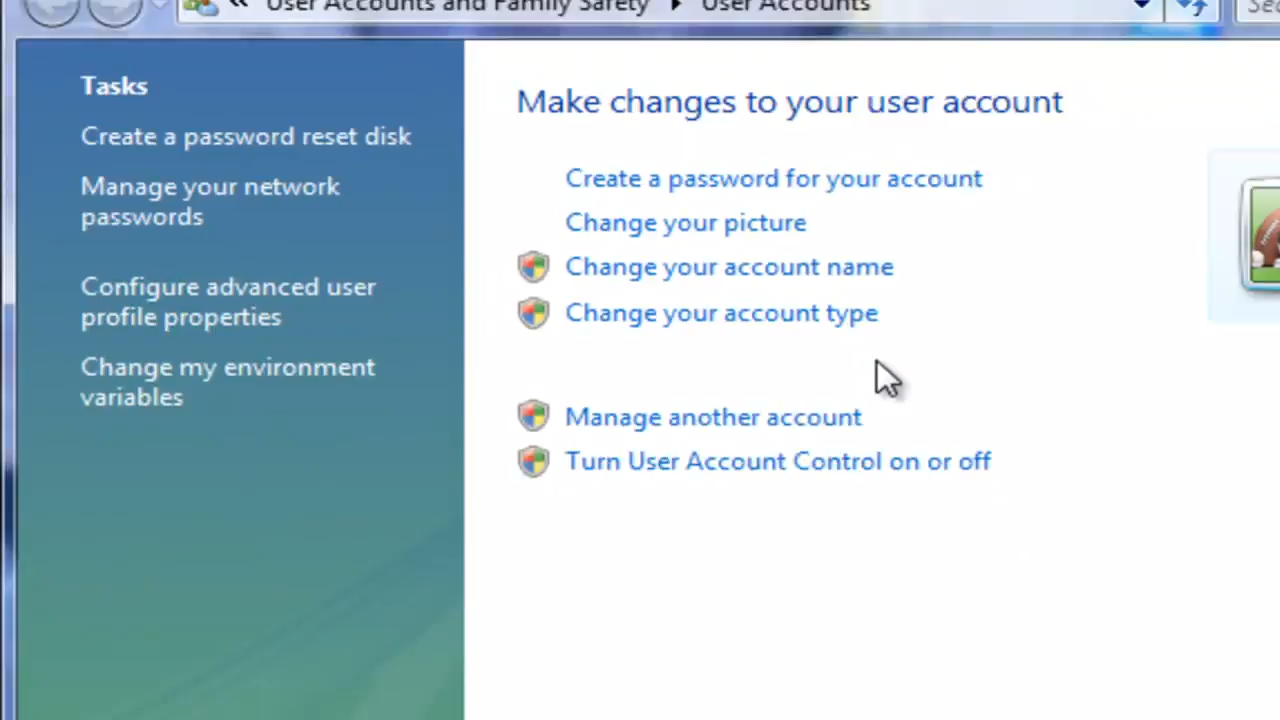 « User Accounts and Family Safety ▸ User Accounts
Tasks
Create a password reset disk
Manage your network
passwords
Configure advanced user
profile properties
Change my environment
variables
Make changes to your user account
Create a password for your account
Change your picture
Change your account name
Change your account type
Manage another account
Turn User Account Control on or off